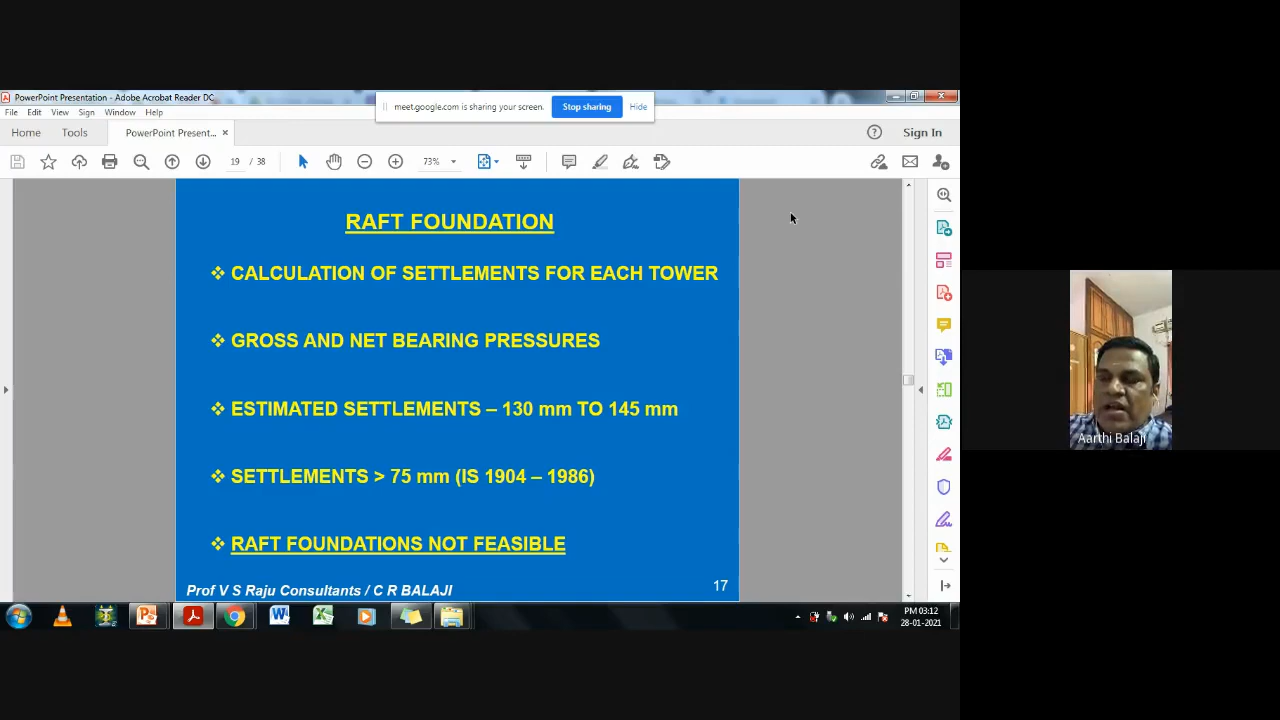 PowerPoint Presentation - Adobe Acrobat Reader DC
meet.google.com is sharing your screen. Stop sharing Hide
File Edit View Sign Window Help
Home Tools PowerPoint Present... × Sign In
19 / 38 73%
RAFT FOUNDATION
❖ CALCULATION OF SETTLEMENTS FOR EACH TOWER
❖ GROSS AND NET BEARING PRESSURES
❖ ESTIMATED SETTLEMENTS – 130 mm TO 145 mm
❖ SETTLEMENTS > 75 mm (IS 1904 – 1986)
❖ RAFT FOUNDATIONS NOT FEASIBLE
Prof V S Raju Consultants / C R BALAJI 17
Aarthi Balaji
PM 03:12
28-01-2021